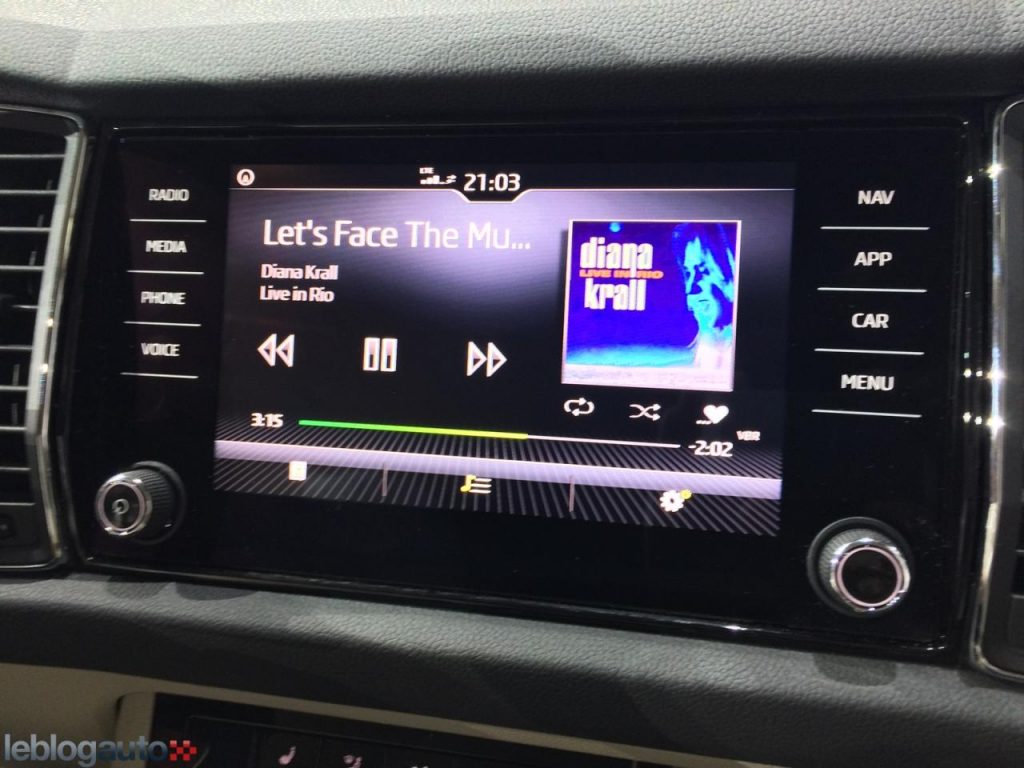 RADIO
MEDIA
PHONE
VOICE
LTE
21:03
Let's Face The Mu...
Diana Krall
Live in Rio
diana
LIVE IN RIO
krall
3:15
-2:02
VBR
NAV
APP
CAR
MENU
leblogauto